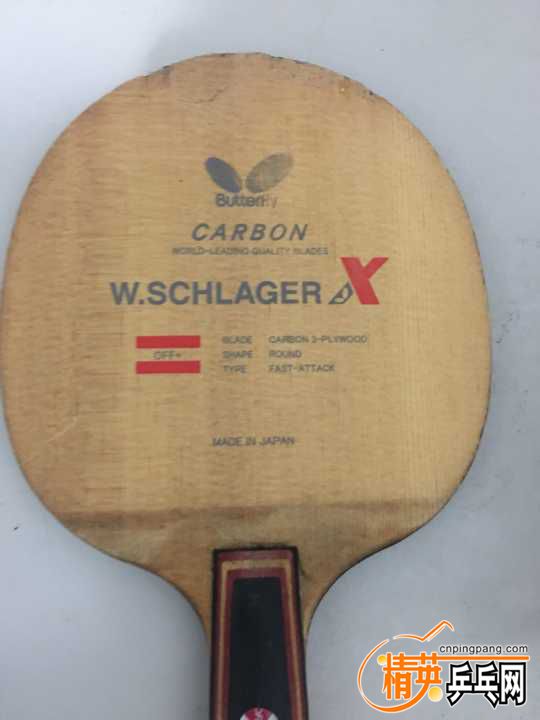 Butterfly
CARBON
WORLD-LEADING QUALITY BLADES
W.SCHLAGER X
OFF+
BLADE CARBON 3-PLYWOOD
SHAPE ROUND
TYPE FAST-ATTACK
MADE IN JAPAN
cnpingpang.com
精英乒乓网